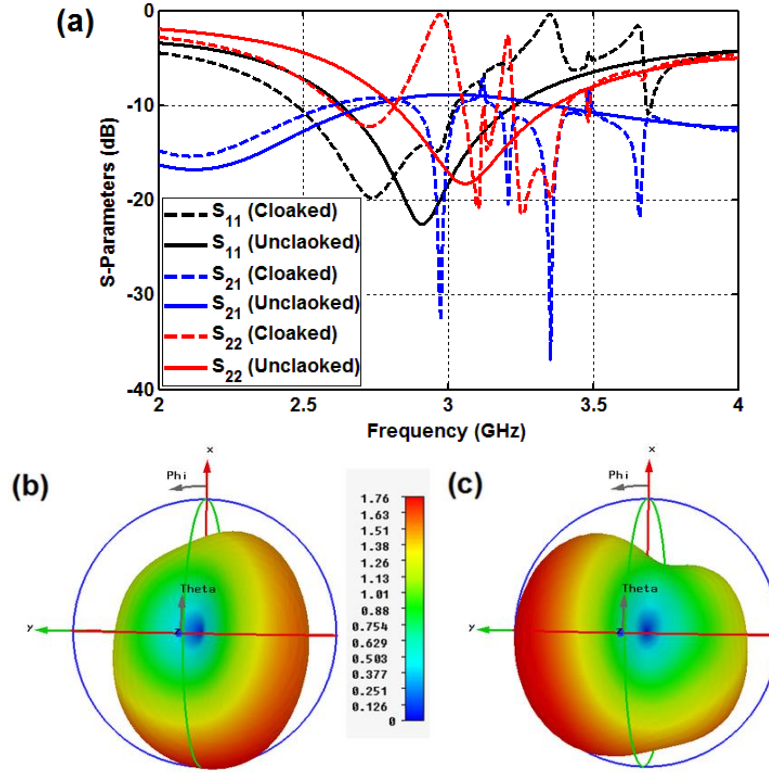 (a)
0
-10
-20
-30
-40
S-Parameters (dB)
S11 (Cloaked)
S11 (Unclaoked)
S21 (Cloaked)
S21 (Unclaoked)
S22 (Cloaked)
S22 (Unclaoked)
2 2.5 3 3.5 4
Frequency (GHz)
(b)
x
Phi
Theta
y
z
1.76
1.63
1.51
1.38
1.26
1.13
1.01
0.88
0.754
0.629
0.503
0.377
0.251
0.126
0
(c)
x
Phi
Theta
y
z